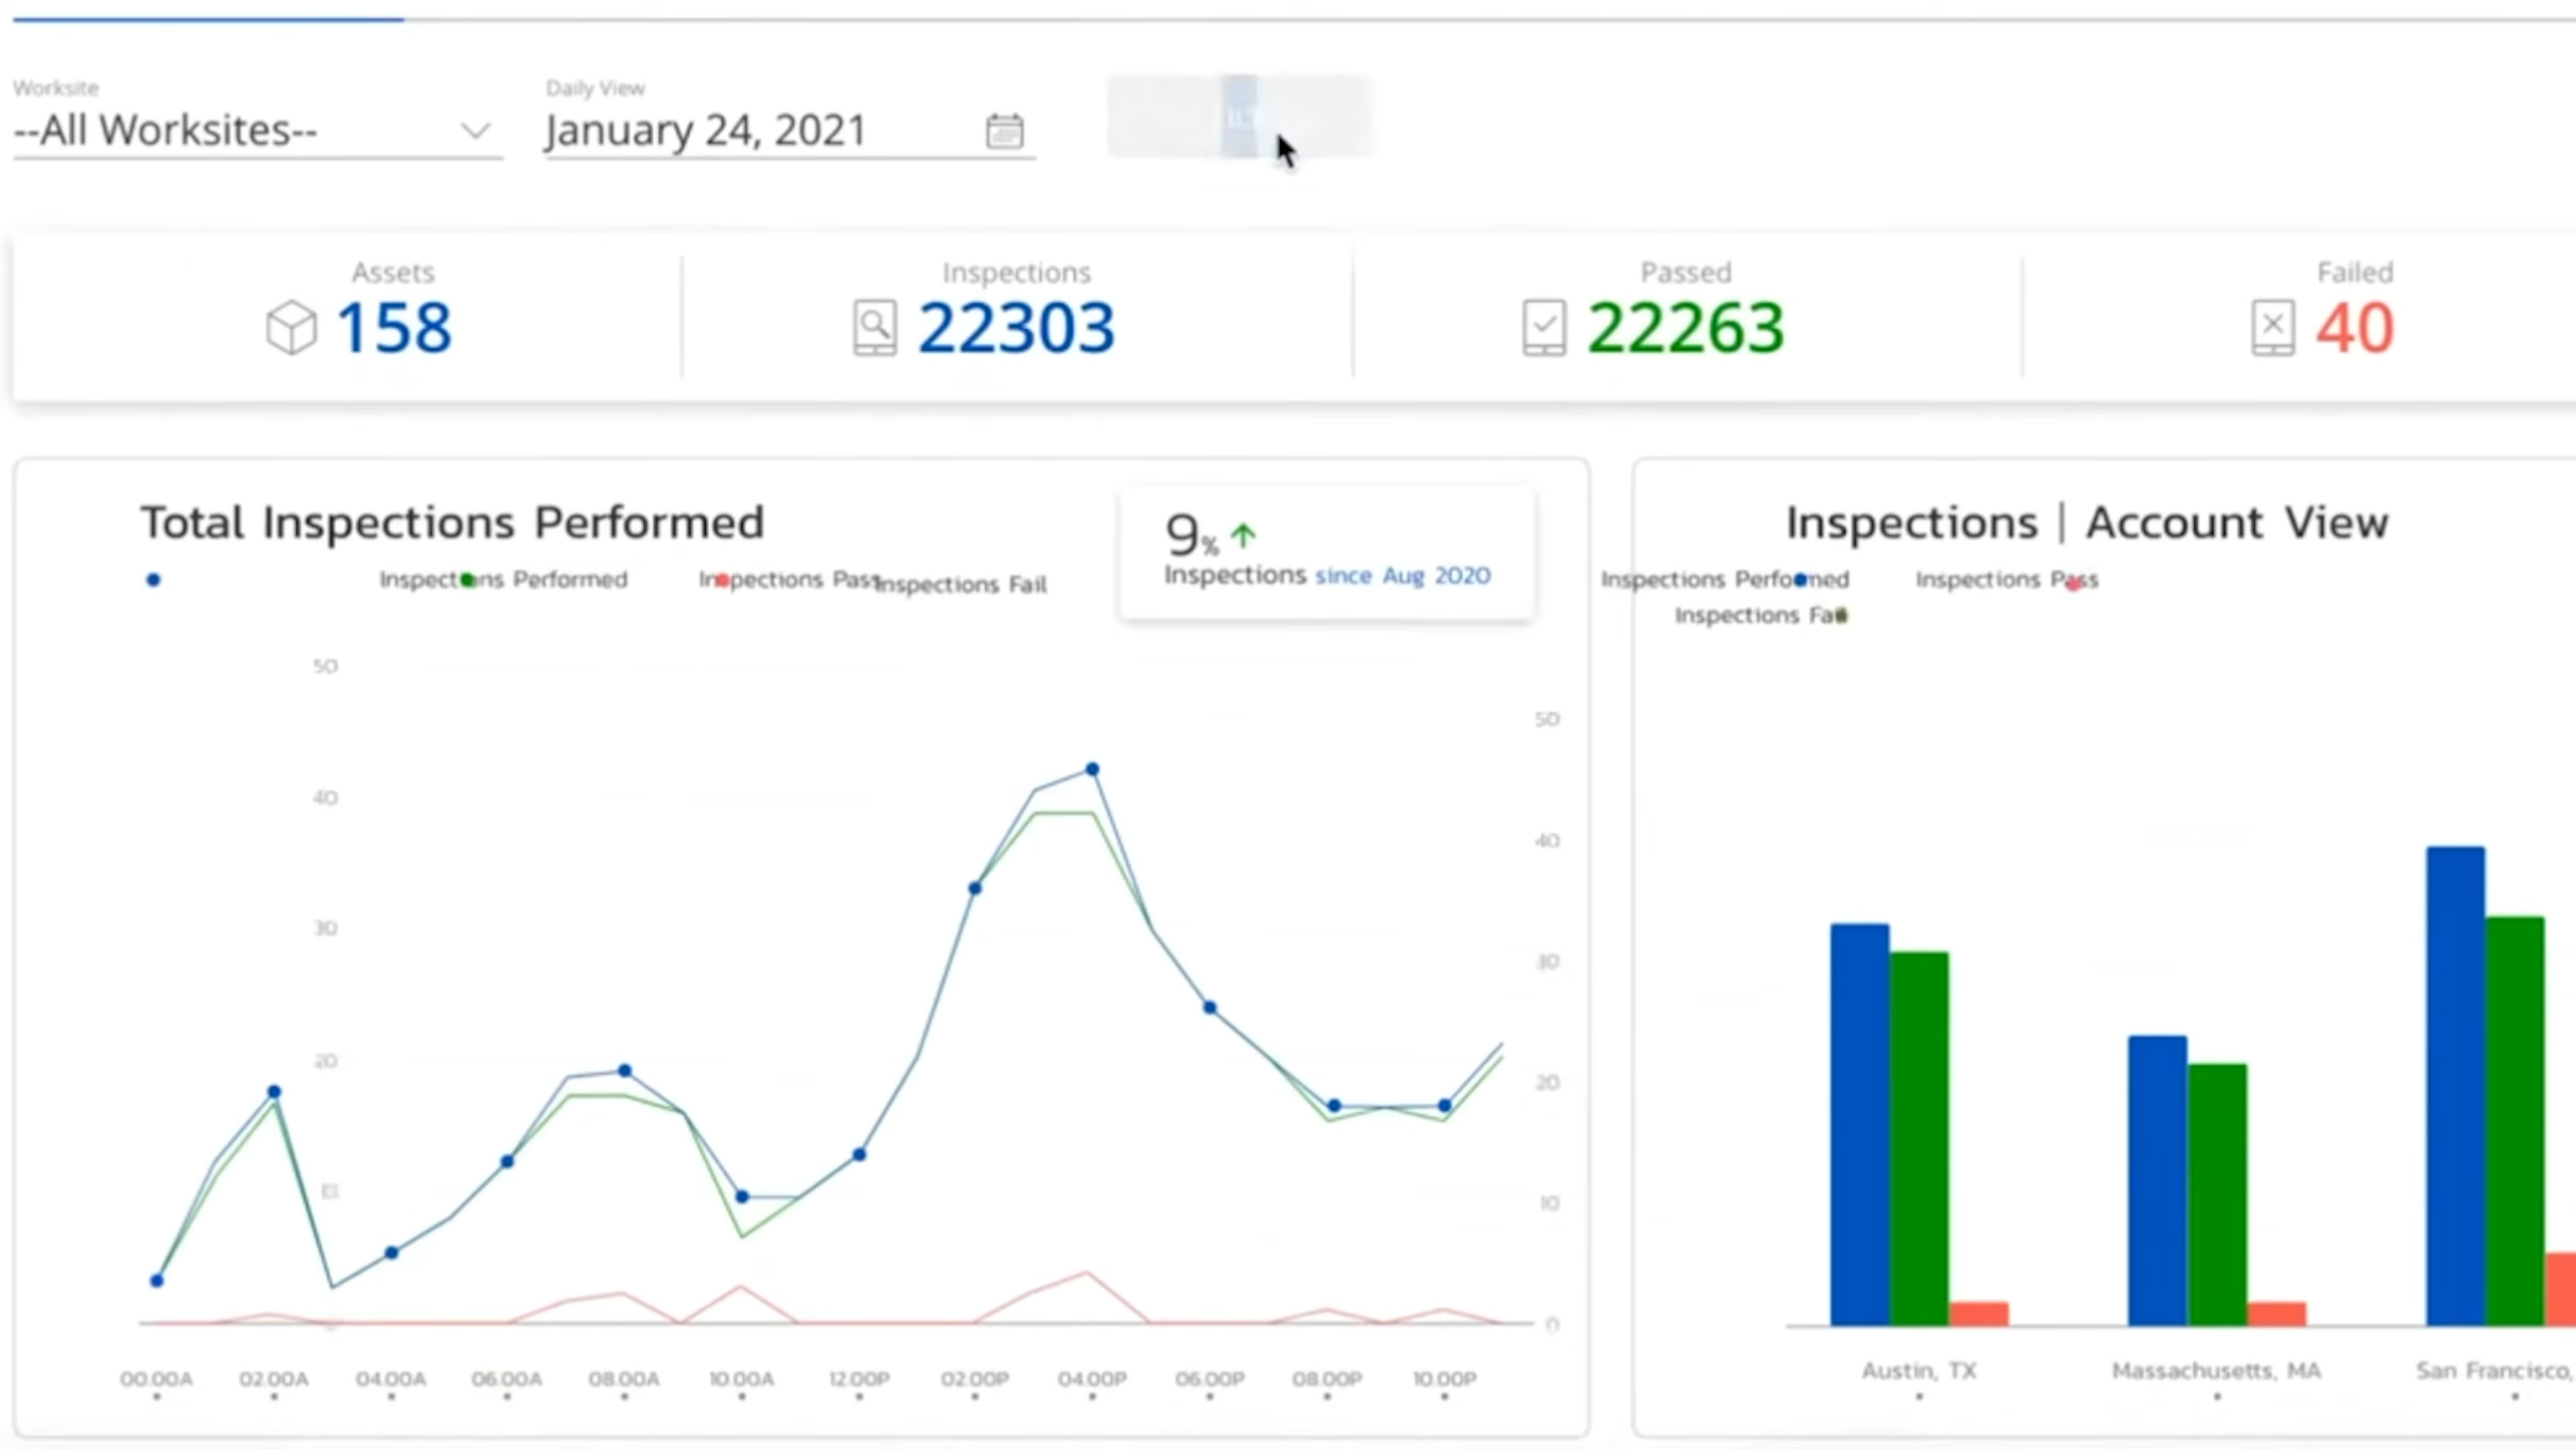 Worksite
--All Worksites--
Daily View
January 24, 2021
Assets
158
Inspections
22303
Passed
22263
Failed
40
Total Inspections Performed
Inspections Performed
Inspections Pass
Inspections Fail
9% ↑
Inspections since Aug 2020
50
40
30
20
50
40
30
20
10
0
00.00A 02.00A 04.00A 06.00A 08.00A 10.00A 12.00P 02.00P 04.00P 06.00P 08.00P 10.00P
Inspections | Account View
Inspections Performed
Inspections Pass
Inspections Fail
Austin, TX
Massachusetts, MA
San Francisco,